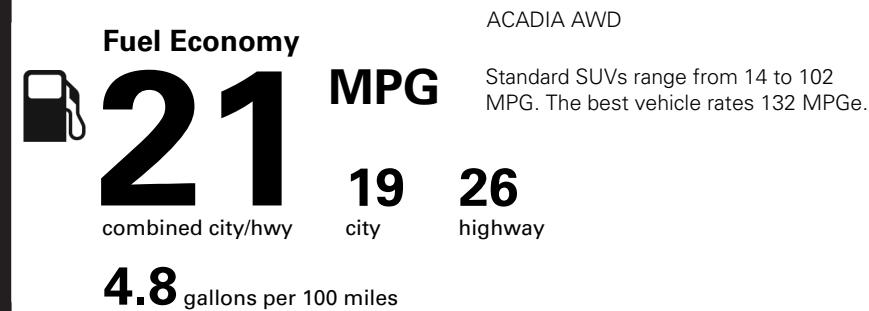 ACADIA AWD
Fuel Economy
21 MPG
Standard SUVs range from 14 to 102
MPG. The best vehicle rates 132 MPGe.
19 26
combined city/hwy city highway
4.8 gallons per 100 miles